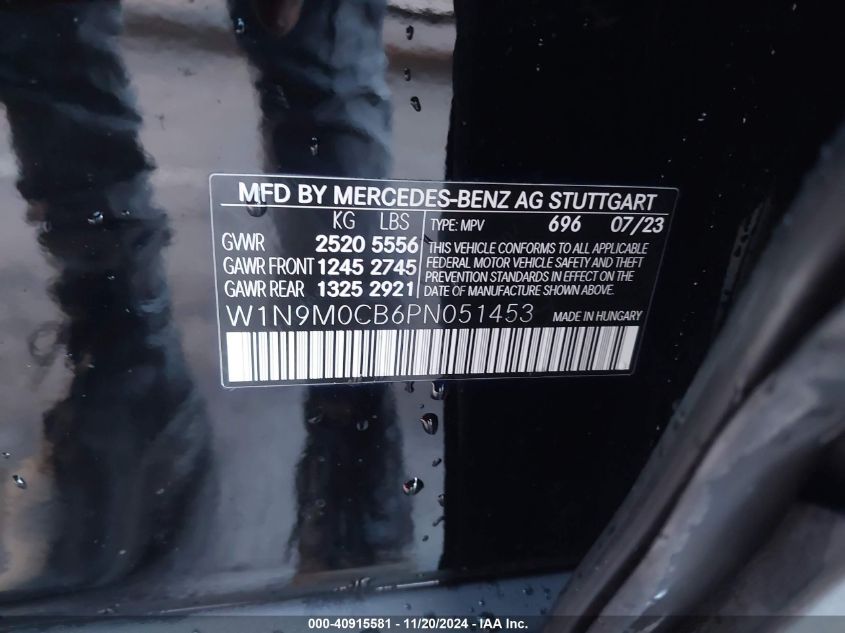 MFD BY MERCEDES-BENZ AG STUTTGART
KG LBS
GVWR 2520 5556
GAWR FRONT 1245 2745
GAWR REAR 1325 2921
TYPE: MPV 696 07/23
THIS VEHICLE CONFORMS TO ALL APPLICABLE
FEDERAL MOTOR VEHICLE SAFETY AND THEFT
PREVENTION STANDARDS IN EFFECT ON THE
DATE OF MANUFACTURE SHOWN ABOVE.
W1N9M0CB6PN051453 MADE IN HUNGARY
000-40915581 - 11/20/2024 - IAA Inc.